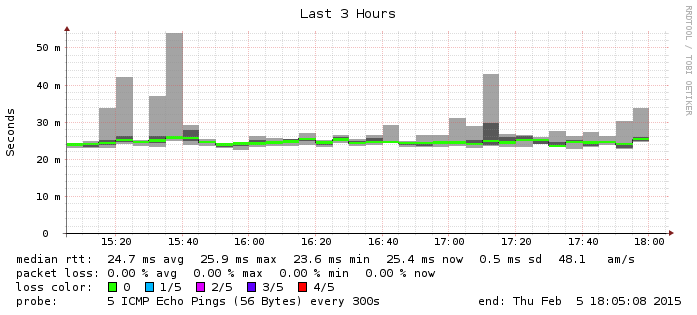 Last 3 Hours
RRDTOOL / TOBI OETIKER
Seconds
50 m
40 m
30 m
20 m
10 m
0
15:20 15:40 16:00 16:20 16:40 17:00 17:20 17:40 18:00
median rtt: 24.7 ms avg 25.9 ms max 23.6 ms min 25.4 ms now 0.5 ms sd 48.1 am/s
packet loss: 0.00 % avg 0.00 % max 0.00 % min 0.00 % now
loss color: 0 1/5 2/5 3/5 4/5
probe: 5 ICMP Echo Pings (56 Bytes) every 300s end: Thu Feb 5 18:05:08 2015